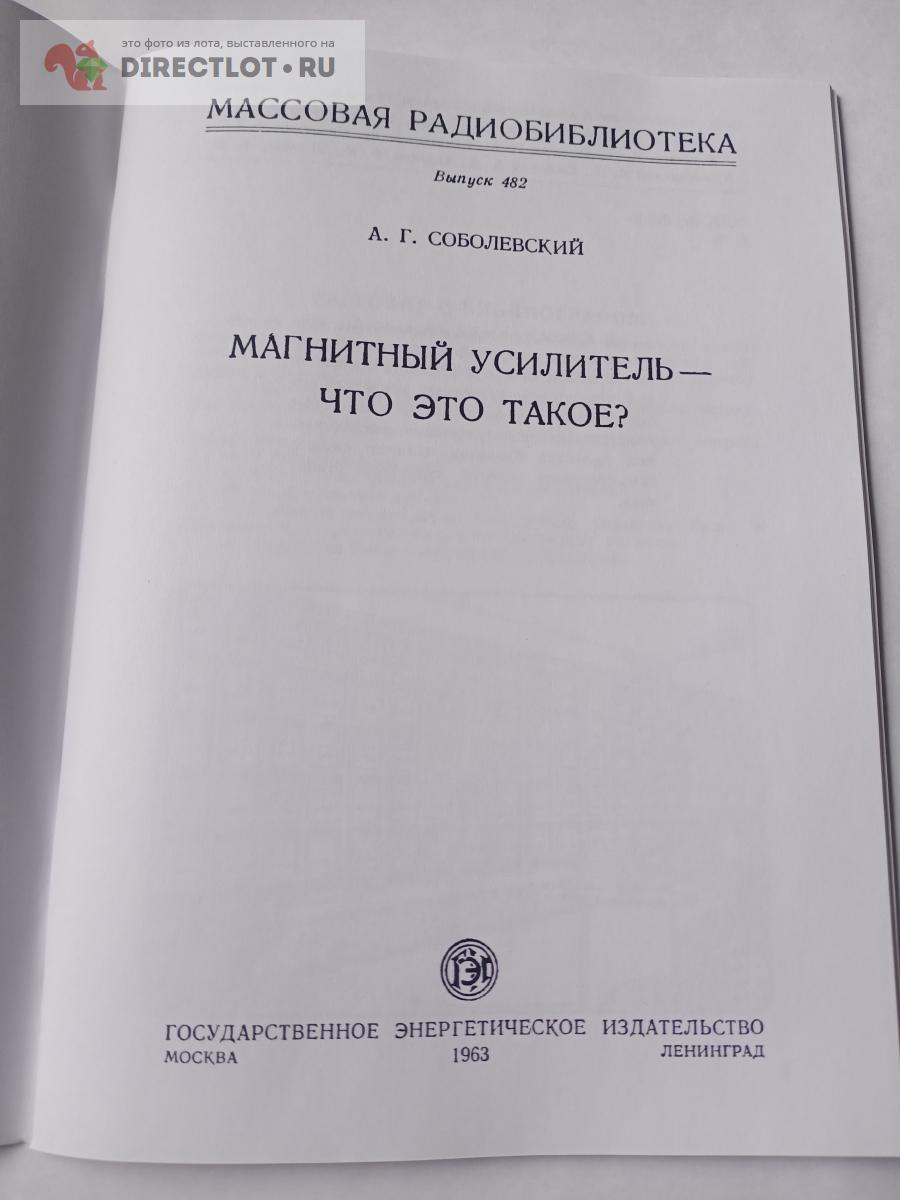 это фото из лота, выставленного на
DIRECTLOT.RU
МАССОВАЯ РАДИОБИБЛИОТЕКА
Выпуск 482
А. Г. СОБОЛЕВСКИЙ
МАГНИТНЫЙ УСИЛИТЕЛЬ —
ЧТО ЭТО ТАКОЕ?
ГЭИ
ГОСУДАРСТВЕННОЕ ЭНЕРГЕТИЧЕСКОЕ ИЗДАТЕЛЬСТВО
МОСКВА 1963 ЛЕНИНГРАД